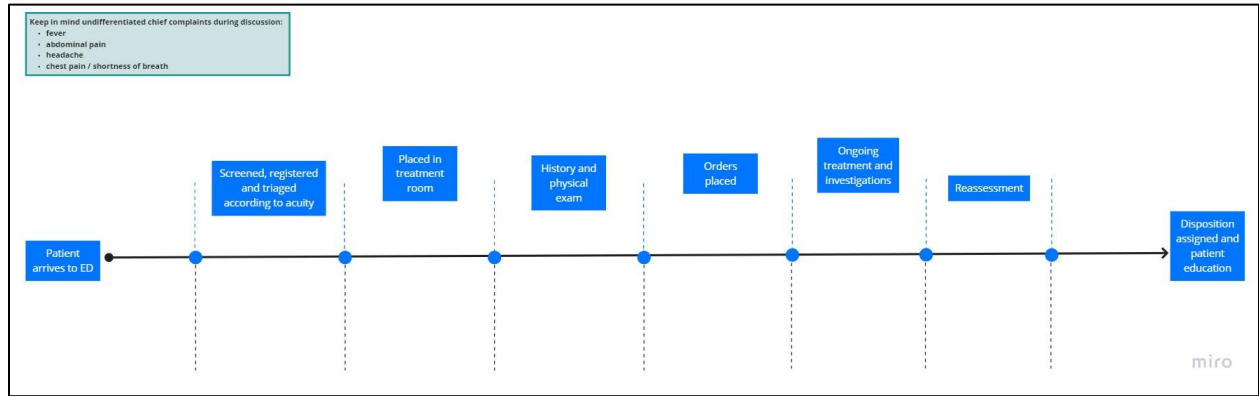 Keep in mind undifferentiated chief complaints during discussion:
• fever
• abdominal pain
• headache
• chest pain / shortness of breath
Patient
arrives to ED
Screened, registered
and triaged
according to acuity
Placed in
treatment
room
History and
physical
exam
Orders
placed
Ongoing
treatment and
investigations
Reassessment
Disposition
assigned and
patient
education
miro